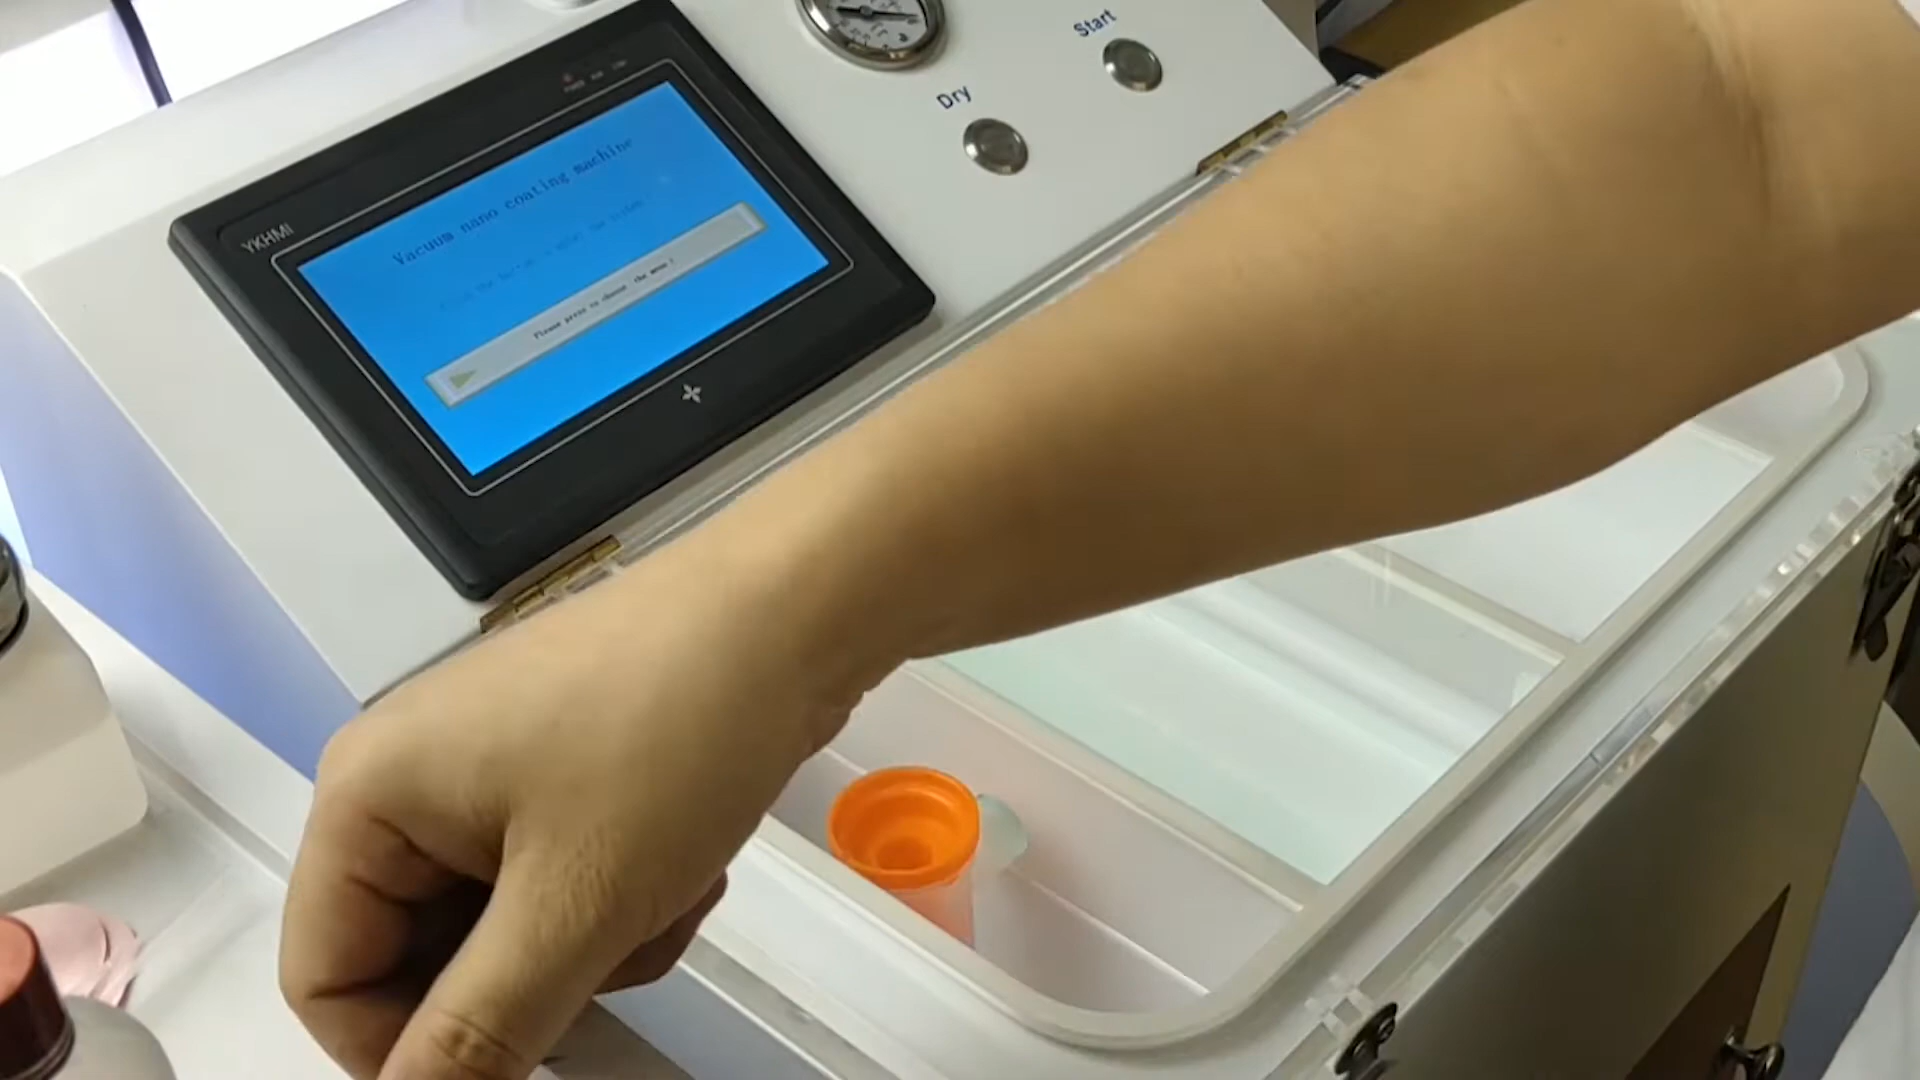 Start
Dry
YKHMI
Vacuum nano coating machine
Please press to choose the menu!